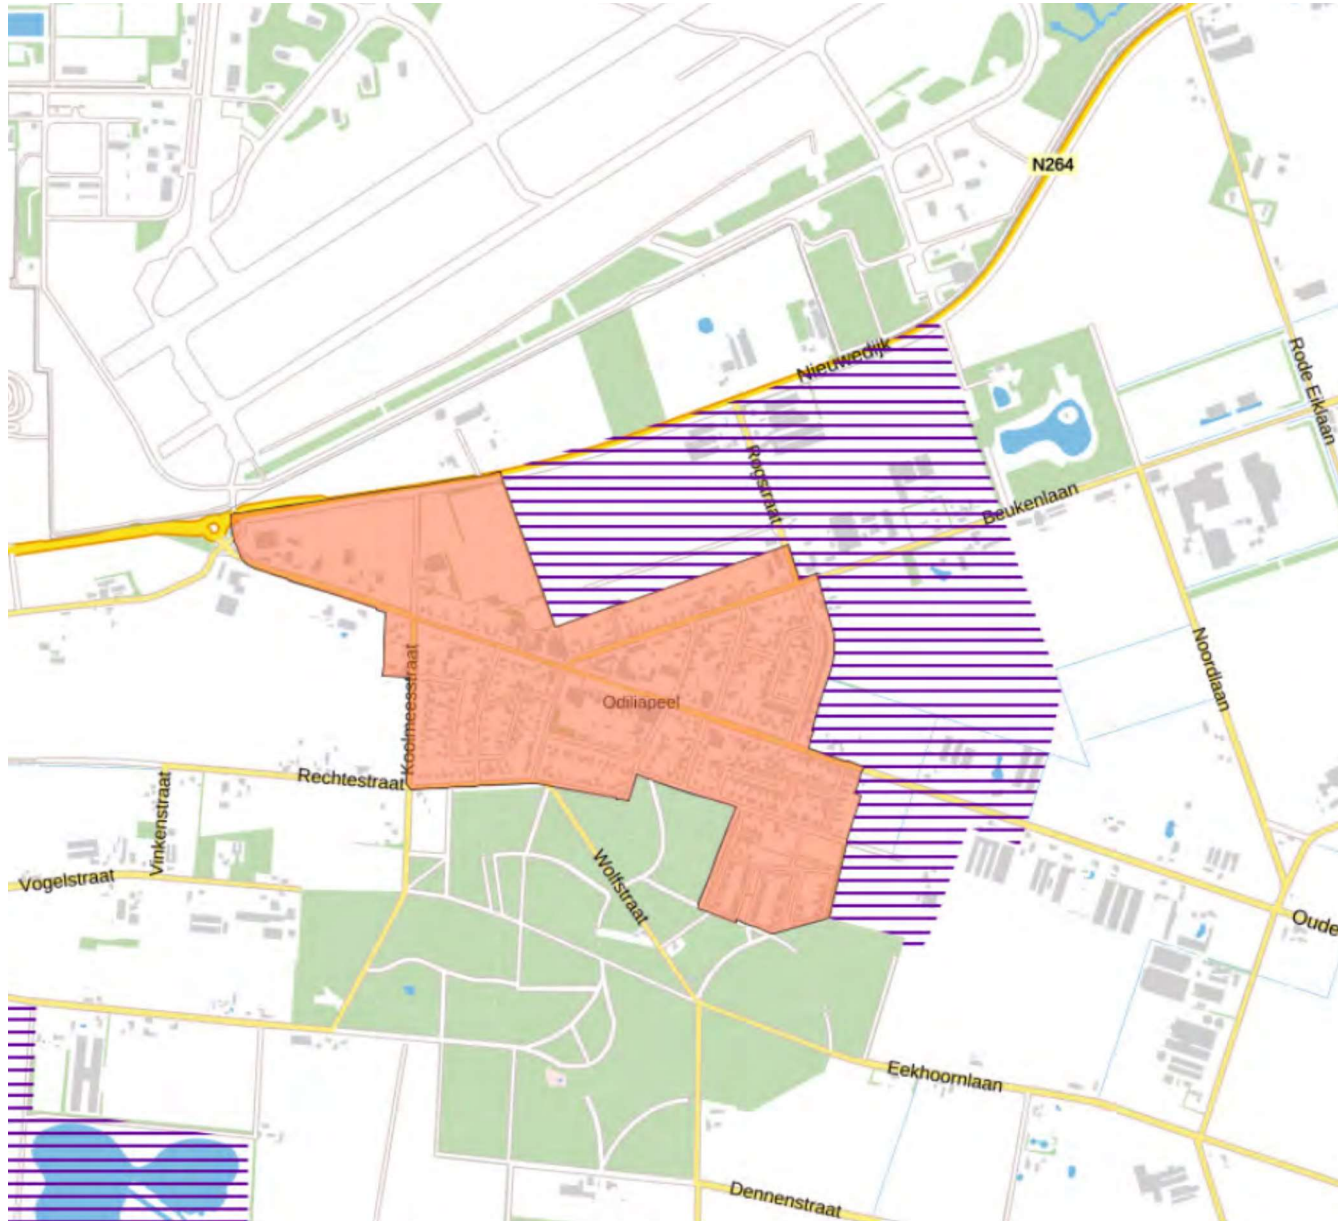 N264
Nieuwedijk
Rode Eiklaan
Rogstraat
Beukenlaan
Noordlaan
Koolmeesstraat
Odiliapeel
Rechtestraat
Vinkenstraat
Vogelstraat
Wolfstraat
Oude
Eekhoornlaan
Dennenstraat